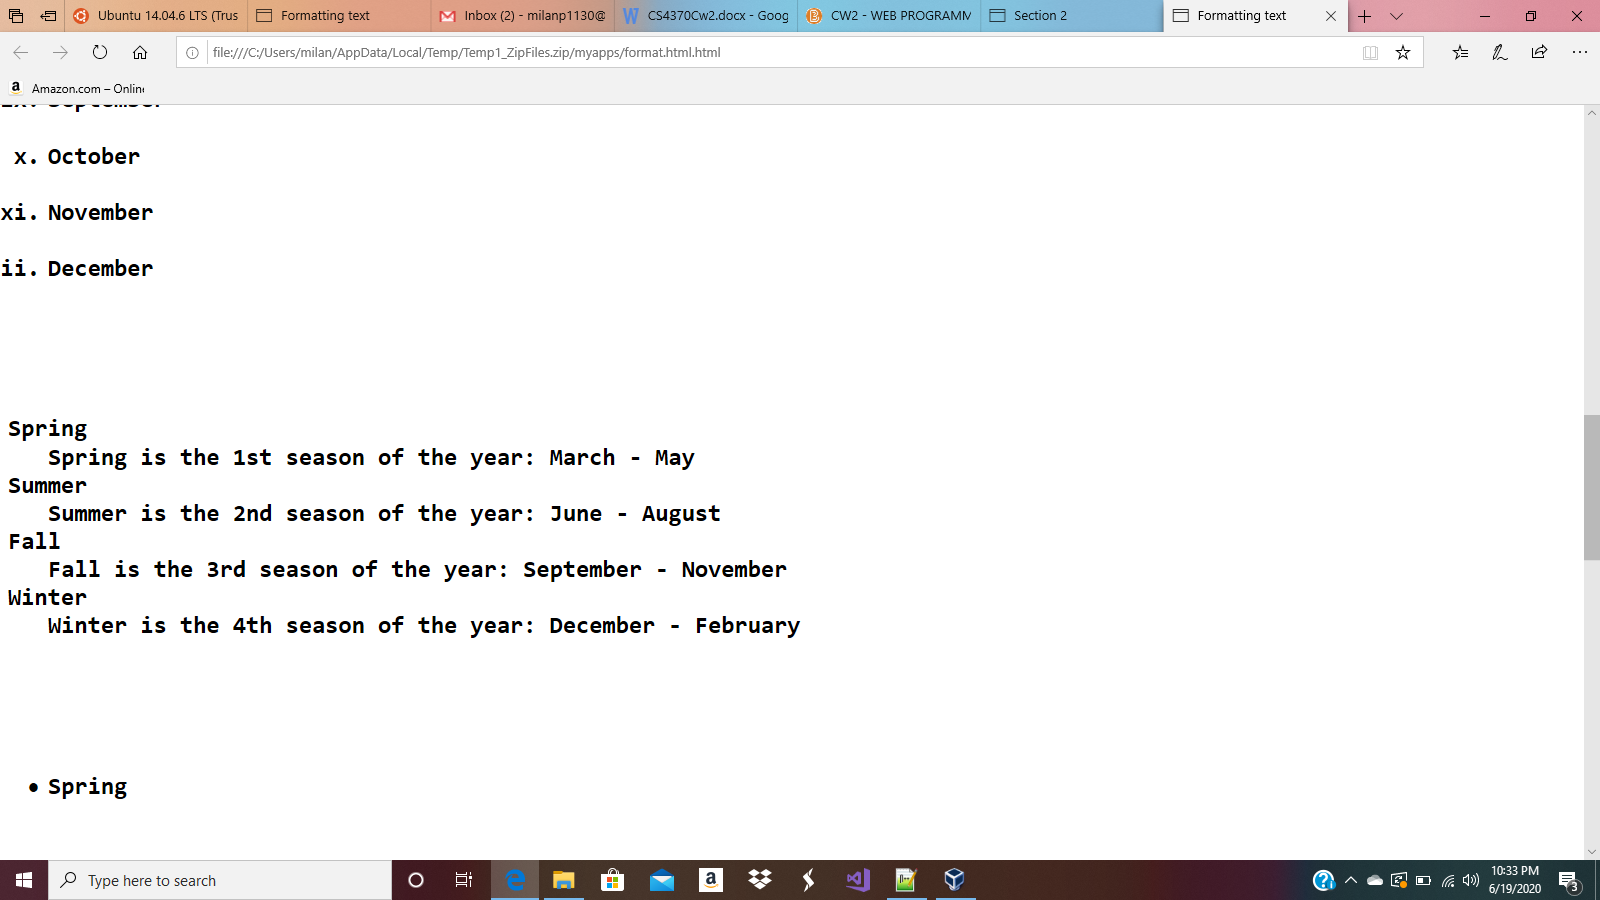 Ubuntu 14.04.6 LTS (Trus
Formatting text
Inbox (2) - milanp1130@
CS4370Cw2.docx - Goog
CW2 - WEB PROGRAMM
Section 2
Formatting text
file:///C:/Users/milan/AppData/Local/Temp/Temp1_ZipFiles.zip/myapps/format.html.html
Amazon.com – Onlin
ix. September
x. October
xi. November
ii. December
Spring
Spring is the 1st season of the year: March - May
Summer
Summer is the 2nd season of the year: June - August
Fall
Fall is the 3rd season of the year: September - November
Winter
Winter is the 4th season of the year: December - February
• Spring
Type here to search
10:33 PM
6/19/2020
3